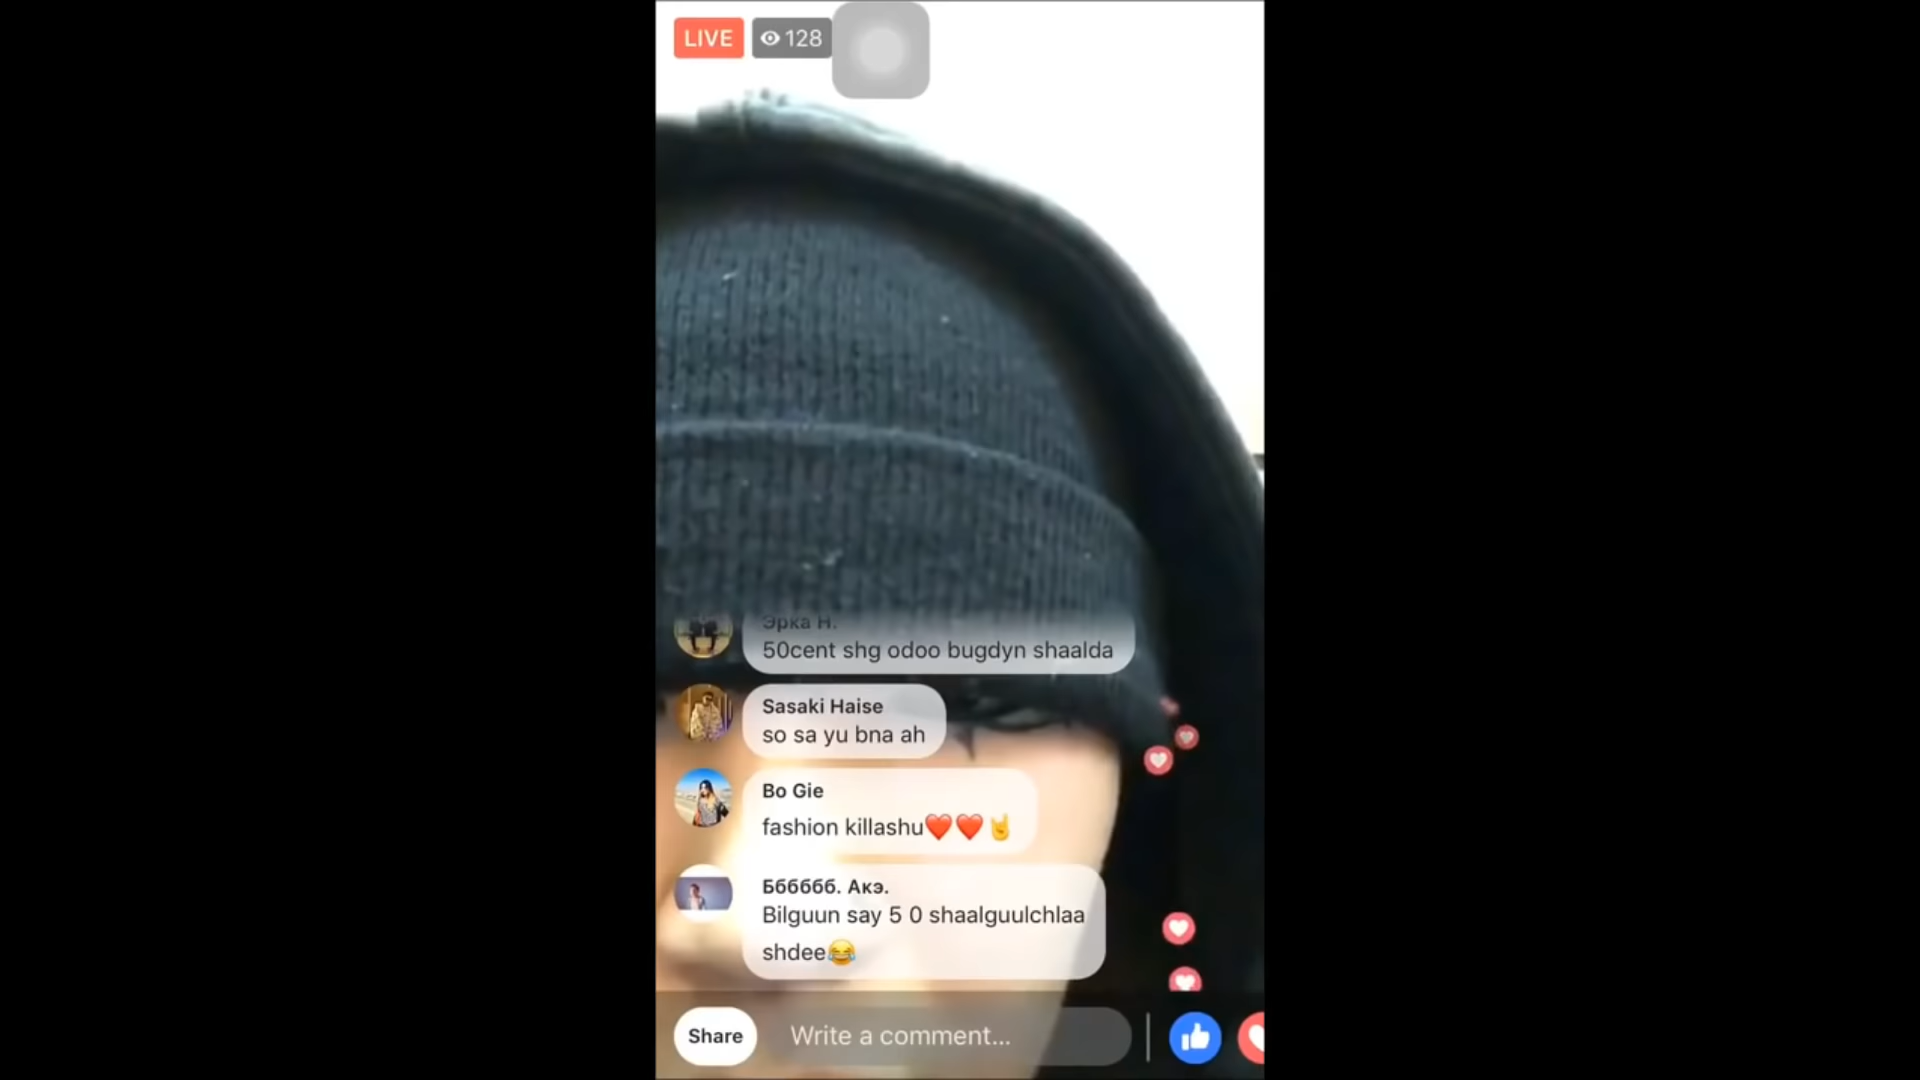 LIVE
128
Эрка Н.
50cent shg odoo bugdyn shaalda
Sasaki Haise
so sa yu bna ah
Bo Gie
fashion killashu❤️❤️🤘
Бббббб. Акэ.
Bilguun say 5 0 shaalguulchlaa
shdee😂
Share
Write a comment...